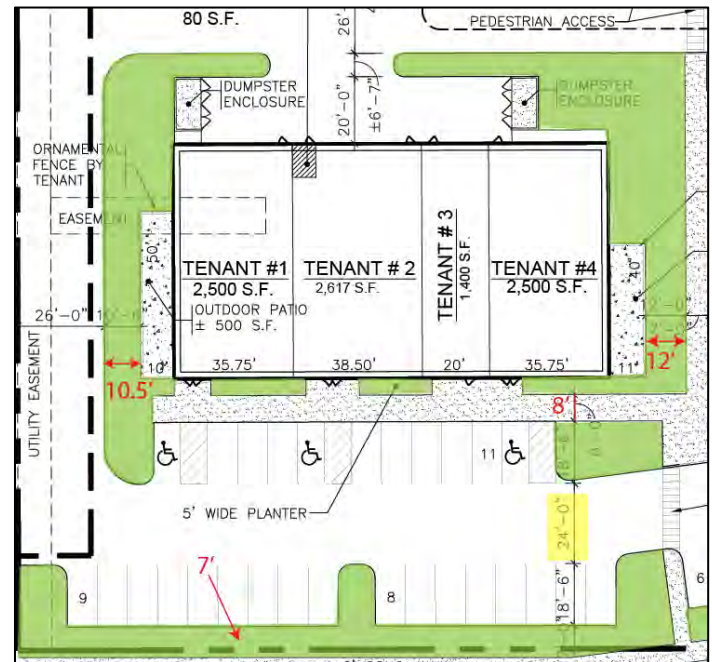 80 S.F.
26'-
PEDESTRIAN ACCESS
DUMPSTER
ENCLOSURE
20'-0"
±6'-7"
DUMPSTER
ENCLOSURE
ORNAMENTAL
FENCE BY
TENANT
EASEMENT
50'
TENANT #1
2,500 S.F.
TENANT # 2
2,617 S.F.
TENANT # 3
1,400 S.F.
TENANT #4
2,500 S.F.
40'
OUTDOOR PATIO
± 500 S.F.
26'-0"
12'-0"
10.5'
10'
35.75'
38.50'
20'
35.75'
11'
12'
8'
UTILITY EASEMENT
11
18'-6"
5' WIDE PLANTER
24'-0"
7'
9
8
18'-6"
6